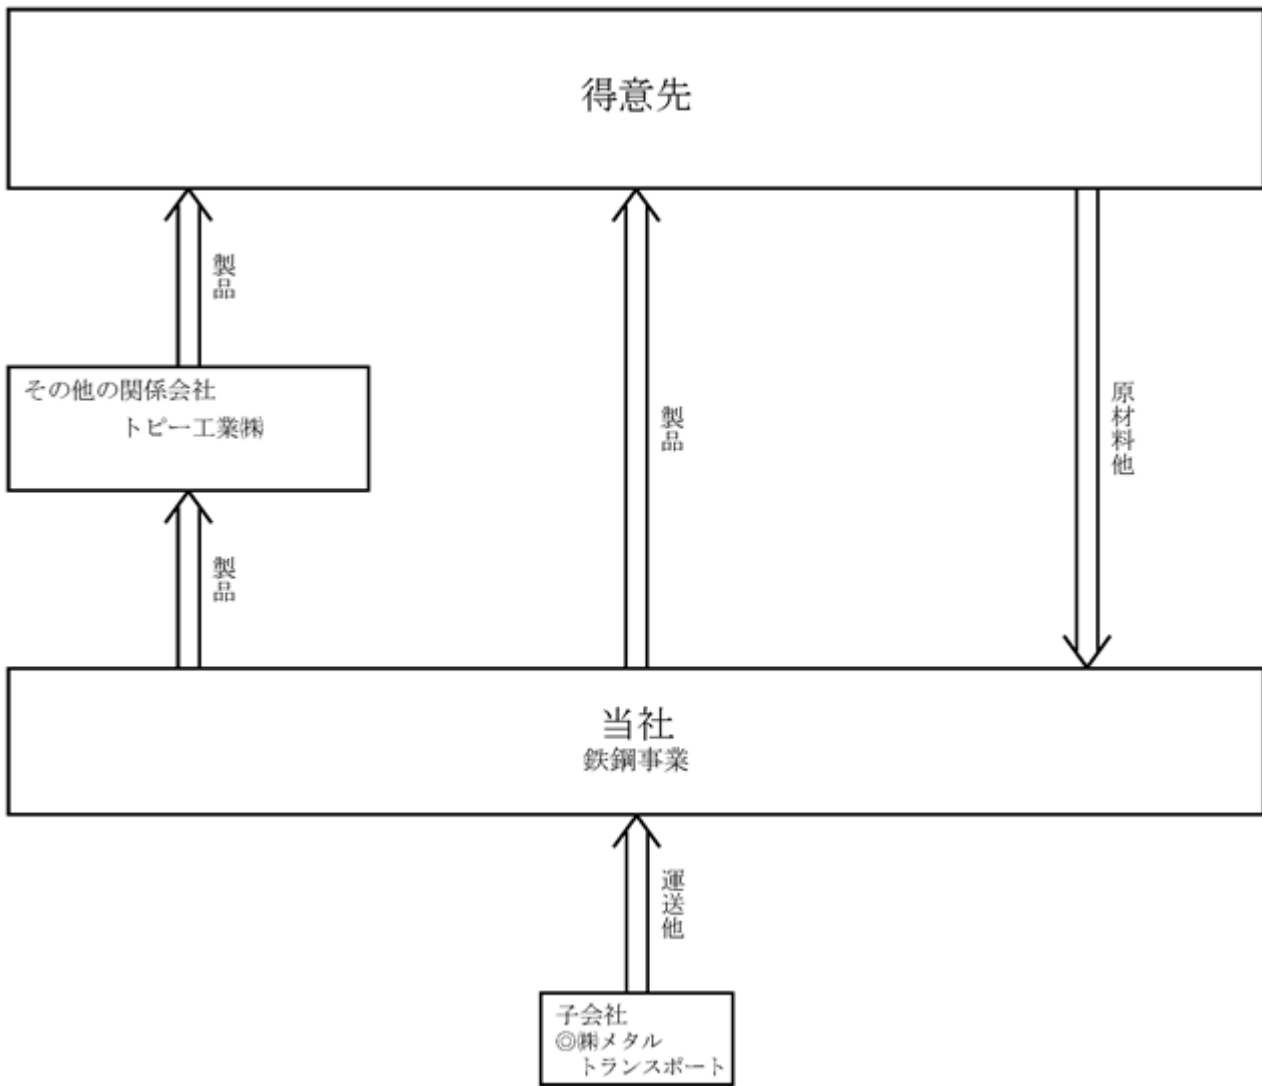 得意先
製品
その他の関係会社
トピー工業㈱
製品
原材料他
製品
当社
鉄鋼事業
運送他
子会社
◎㈱メタル
トランスポート